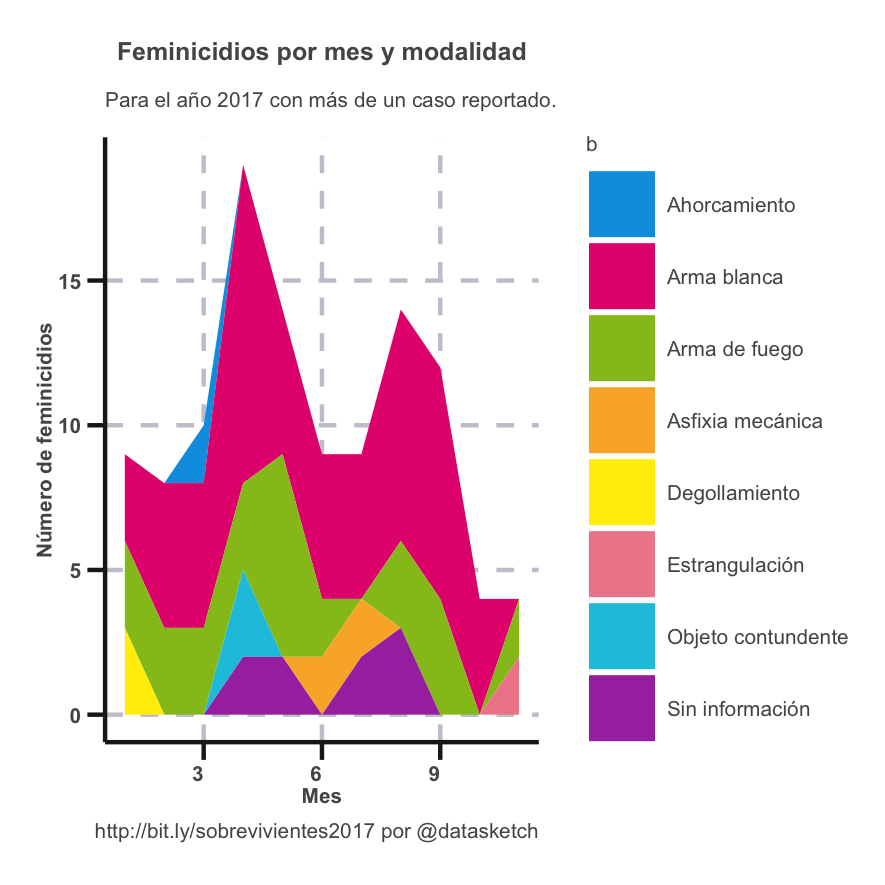 Feminicidios por mes y modalidad
Para el año 2017 con más de un caso reportado.
b
Ahorcamiento
Arma blanca
Arma de fuego
Asfixia mecánica
Degollamiento
Estrangulación
Objeto contundente
Sin información
Número de feminicidios
15
10
5
0
3 6 9
Mes
http://bit.ly/sobrevivientes2017 por @datasketch